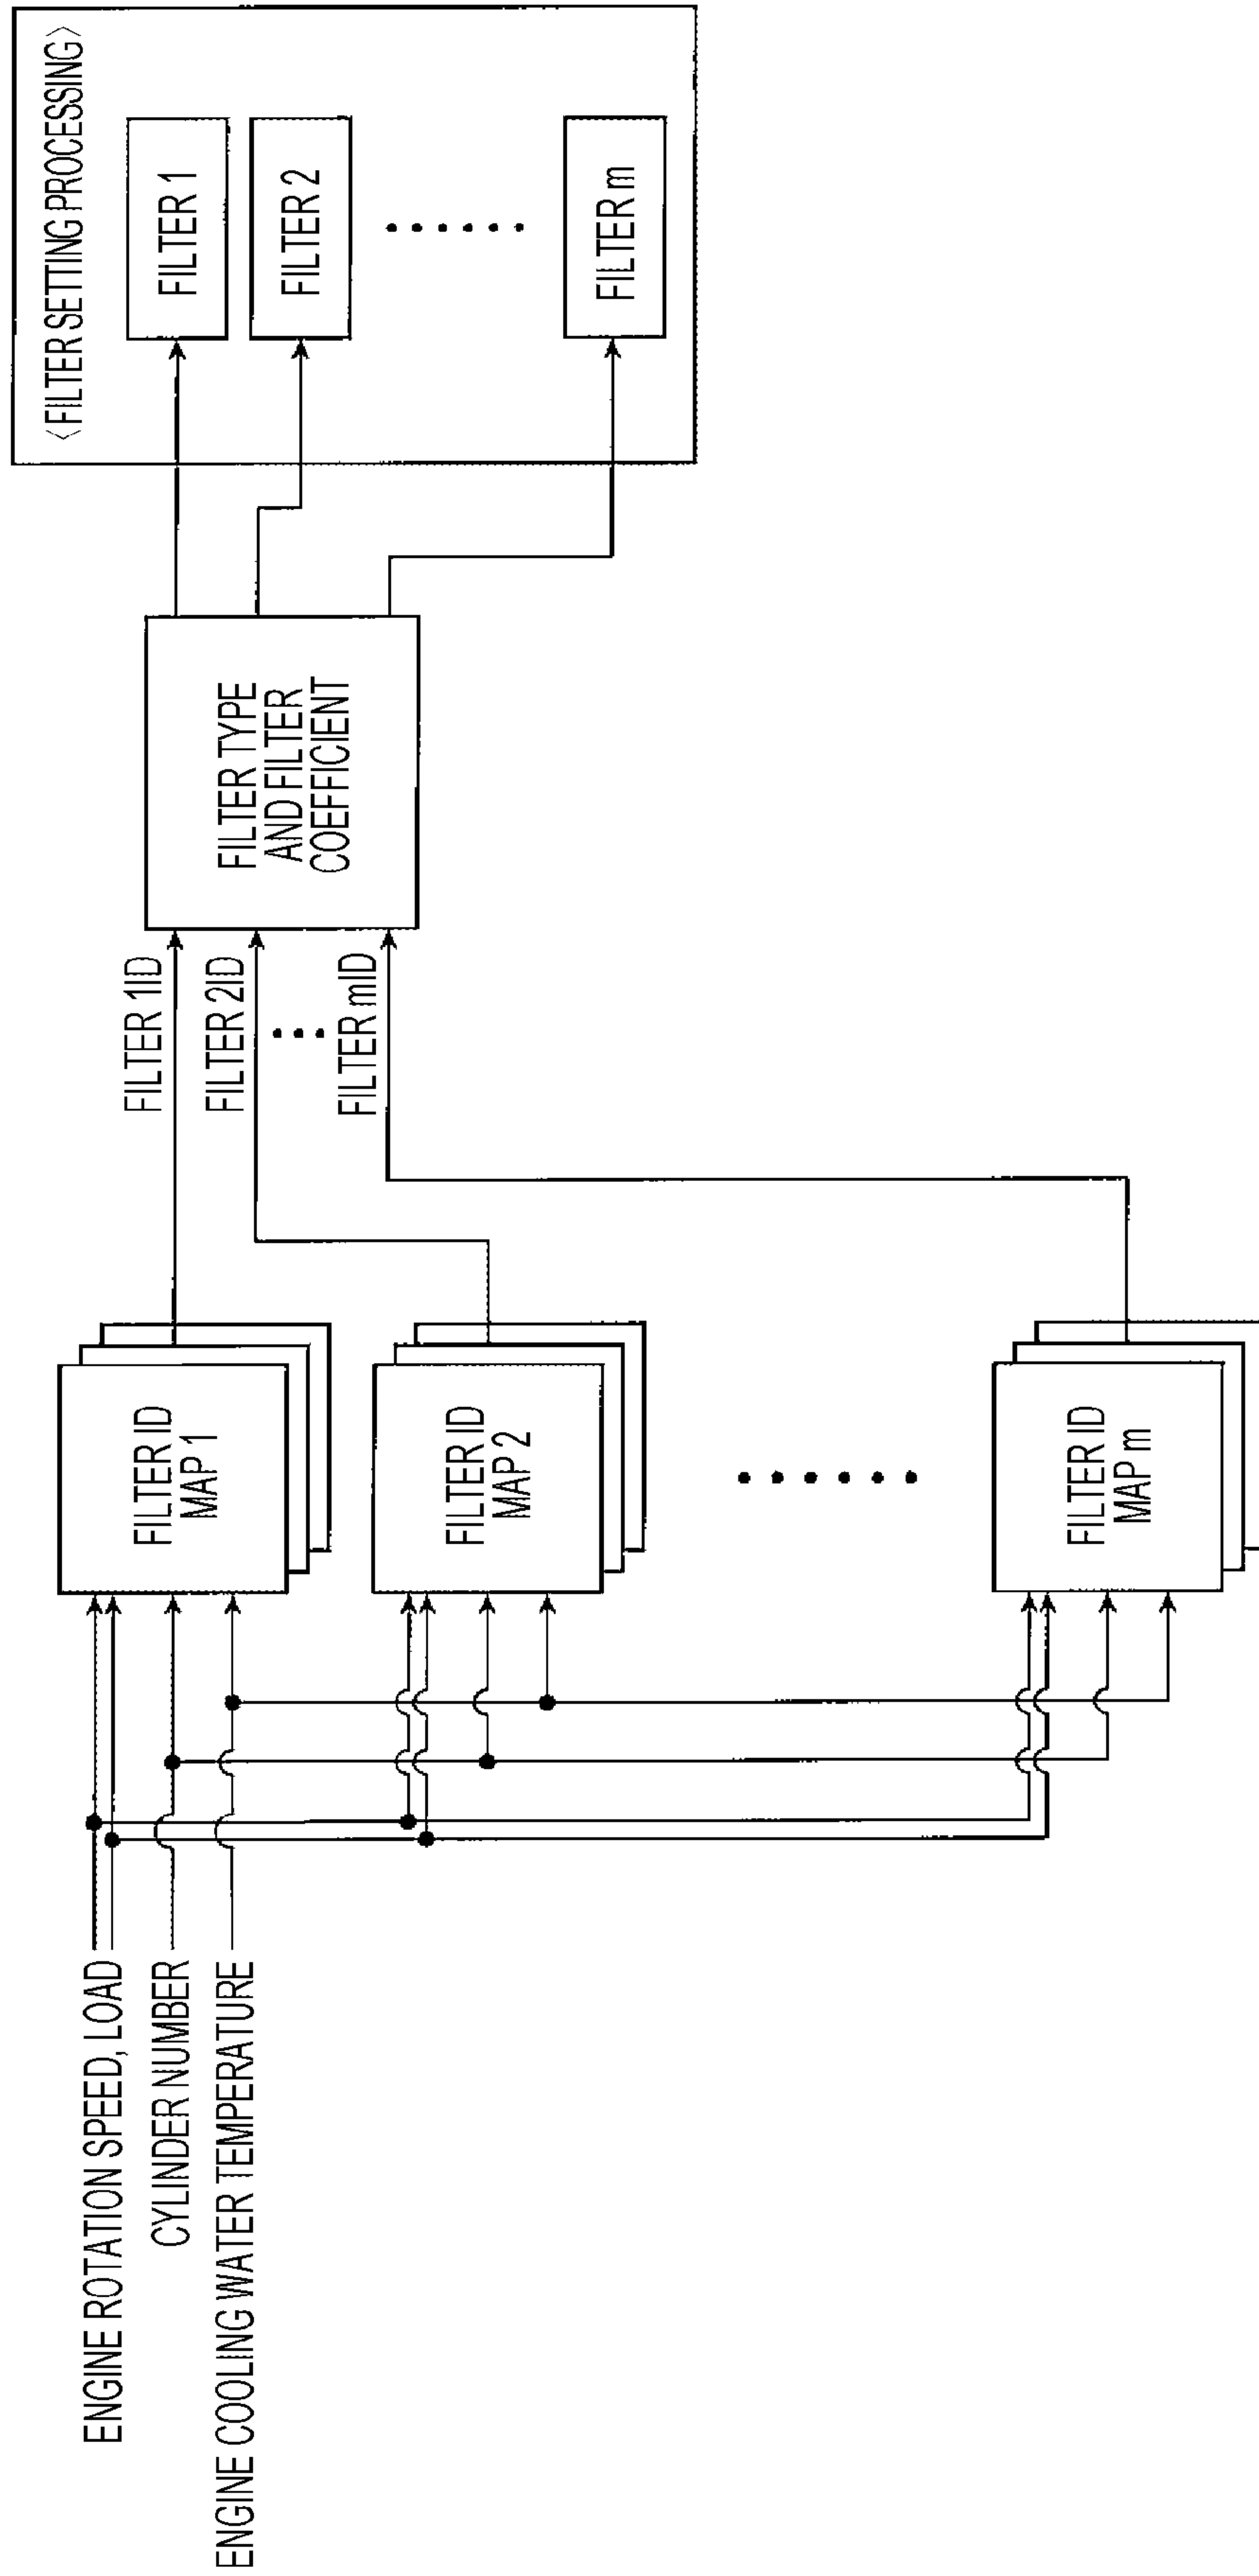 ENGINE ROTATION SPEED, LOAD
CYLINDER NUMBER
ENGINE COOLING WATER TEMPERATURE
FILTER ID
MAP 1
FILTER ID
MAP 2
FILTER ID
MAP m
FILTER 1ID
FILTER 2ID
FILTER mID
FILTER TYPE
AND FILTER
COEFFICIENT
<FILTER SETTING PROCESSING>
FILTER 1
FILTER 2
FILTER m